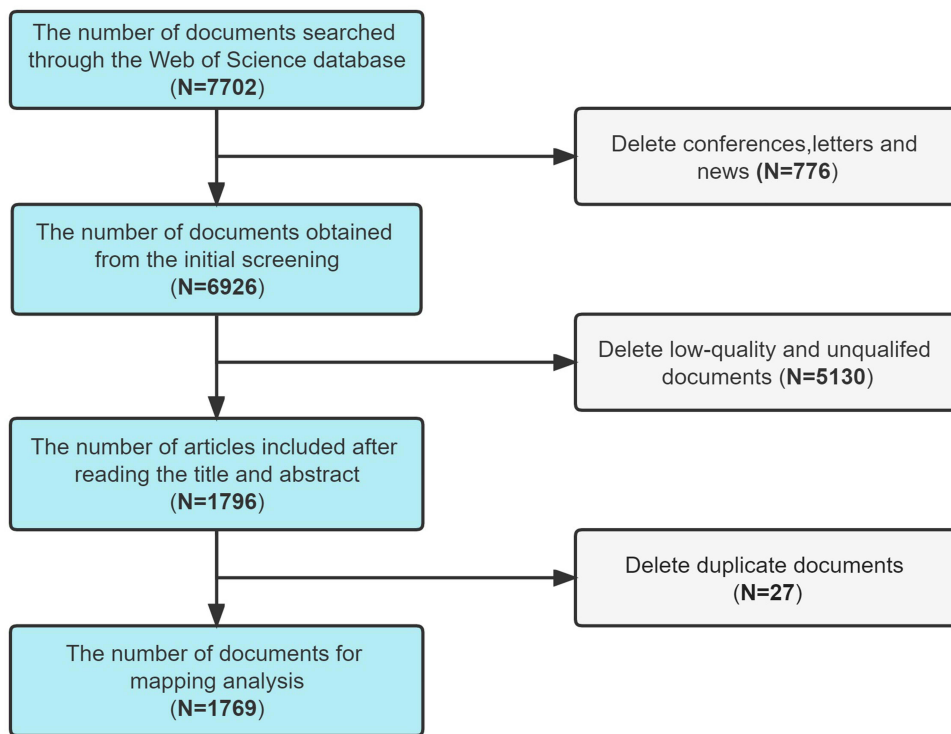 The number of documents searched
through the Web of Science database
(N=7702)
Delete conferences,letters and
news (N=776)
The number of documents obtained
from the initial screening
(N=6926)
Delete low-quality and unqualifed
documents (N=5130)
The number of articles included after
reading the title and abstract
(N=1796)
Delete duplicate documents
(N=27)
The number of documents for
mapping analysis
(N=1769)